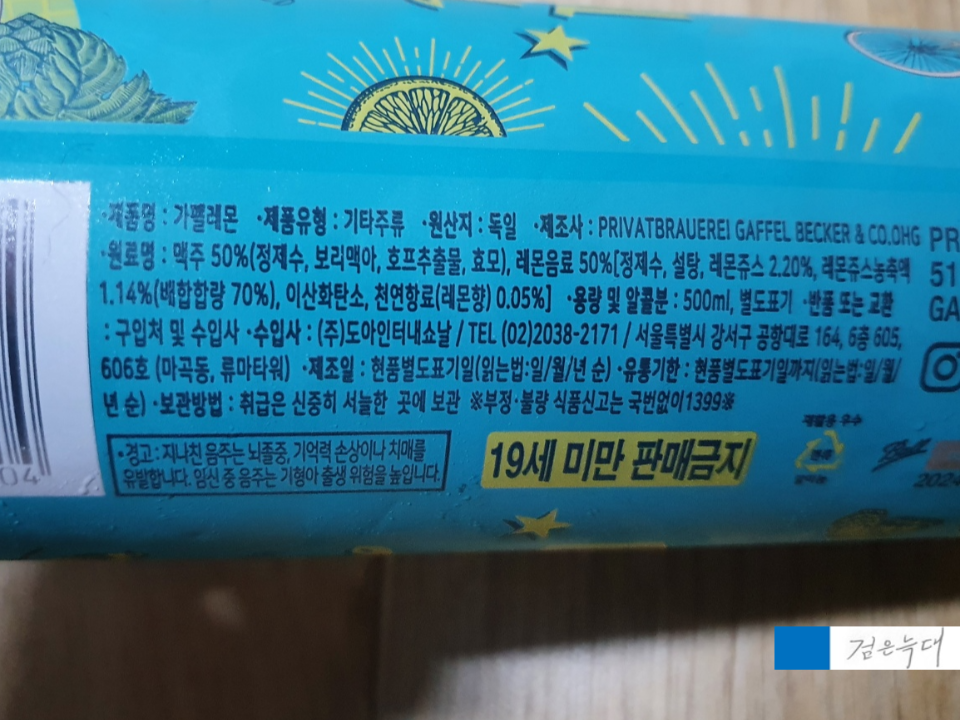 ·제품명 : 가펠레몬 ·제품유형 : 기타주류 ·원산지 : 독일 ·제조사 : PRIVATBRAUEREI GAFFEL BECKER & CO.OHG
·원료명 : 맥주 50%(정제수, 보리맥아, 호프추출물, 효모), 레몬음료 50%[정제수, 설탕, 레몬쥬스 2.20%, 레몬쥬스농축액
1.14%(배합합량 70%), 이산화탄소, 천연향료(레몬향) 0.05%] ·용량 및 알콜분 : 500ml, 별도표기 ·반품 또는 교환
: 구입처 및 수입사 ·수입사 : (주)도아인터내쇼날 / TEL (02)2038-2171 / 서울특별시 강서구 공항대로 164, 6층 605,
606호 (마곡동, 류마타워) ·제조일 : 현품별도표기일(읽는법:일/월/년 순) ·유통기한 : 현품별도표기일까지(읽는법:일/월/
년 순) ·보관방법 : 취급은 신중히 서늘한 곳에 보관 ※부정·불량 식품신고는 국번없이1399※
·경고 : 지나친 음주는 뇌졸중, 기억력 손상이나 치매를
유발합니다. 임신 중 음주는 기형아 출생 위험을 높입니다.
19세 미만 판매금지
재활용 우수
PR
51
GA
Ball
2024
검은늑대